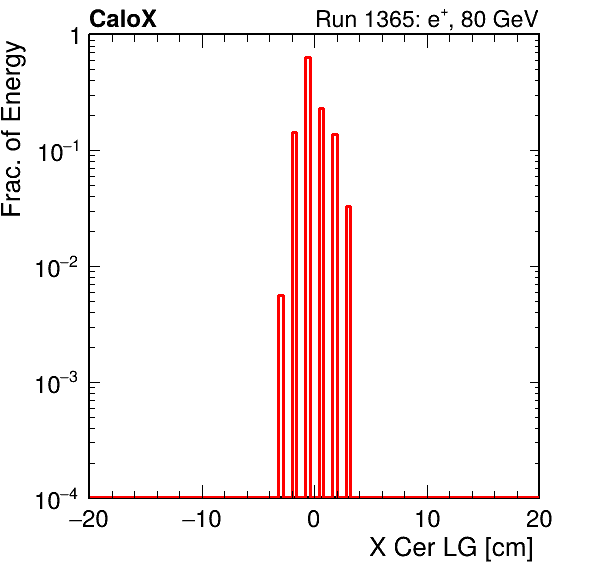 CaloX Run 1365: e⁺, 80 GeV
Frac. of Energy
1
10⁻¹
10⁻²
10⁻³
10⁻⁴
−20 −10 0 10 20
X Cer LG [cm]